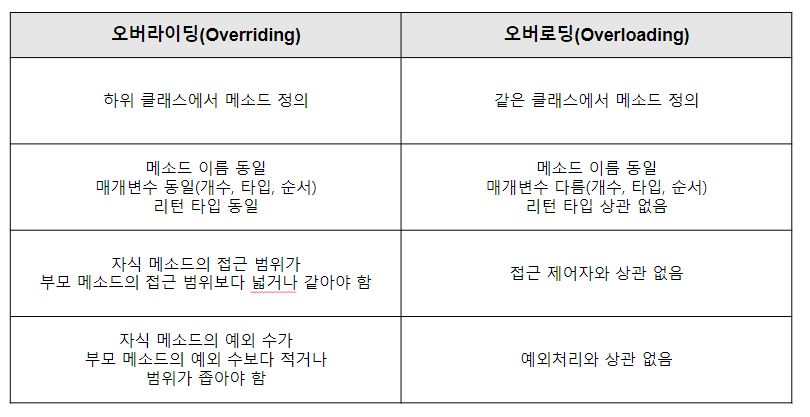 오버라이딩(Overriding)
오버로딩(Overloading)
하위 클래스에서 메소드 정의
같은 클래스에서 메소드 정의
메소드 이름 동일
매개변수 동일(개수, 타입, 순서)
리턴 타입 동일
메소드 이름 동일
매개변수 다름(개수, 타입, 순서)
리턴 타입 상관 없음
자식 메소드의 접근 범위가
부모 메소드의 접근 범위보다 넓거나 같아야 함
접근 제어자와 상관 없음
자식 메소드의 예외 수가
부모 메소드의 예외 수보다 적거나
범위가 좁아야 함
예외처리와 상관 없음